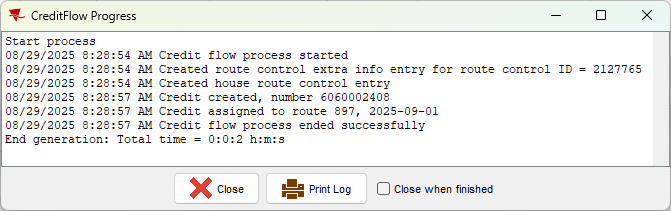 CreditFlow Progress
Start process
08/29/2025 8:28:54 AM Credit flow process started
08/29/2025 8:28:54 AM Created route control extra info entry for route control ID = 2127765
08/29/2025 8:28:54 AM Created house route control entry
08/29/2025 8:28:57 AM Credit created, number 6060002408
08/29/2025 8:28:57 AM Credit assigned to route 897, 2025-09-01
08/29/2025 8:28:57 AM Credit flow process ended successfully
End generation: Total time = 0:0:2 h:m:s
Close
Print Log
Close when finished